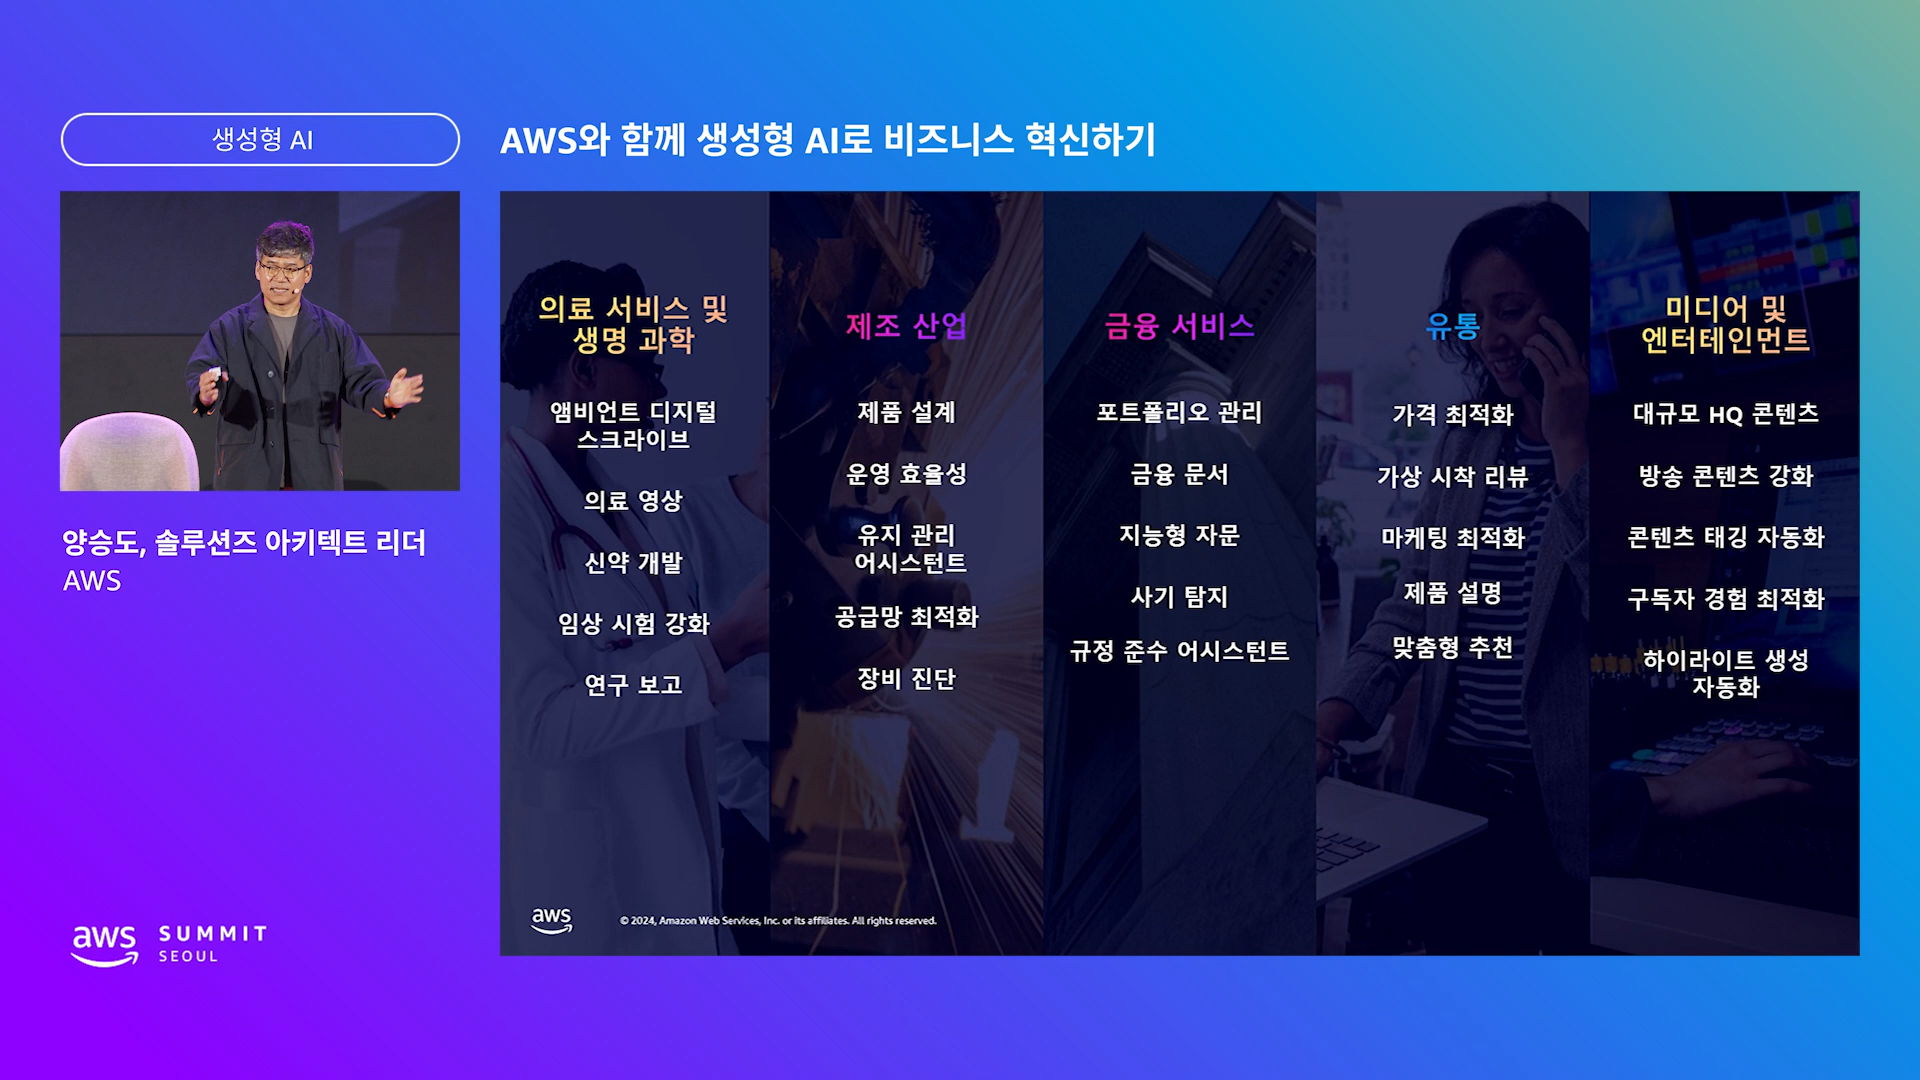 생성형 AI
AWS와 함께 생성형 AI로 비즈니스 혁신하기
양승도, 솔루션즈 아키텍트 리더
AWS
의료 서비스 및
생명 과학
앰비언트 디지털
스크라이브
의료 영상
신약 개발
임상 시험 강화
연구 보고
제조 산업
제품 설계
운영 효율성
유지 관리
어시스턴트
공급망 최적화
장비 진단
금융 서비스
포트폴리오 관리
금융 문서
지능형 자문
사기 탐지
규정 준수 어시스턴트
유통
가격 최적화
가상 시착 리뷰
마케팅 최적화
제품 설명
맞춤형 추천
미디어 및
엔터테인먼트
대규모 HQ 콘텐츠
방송 콘텐츠 강화
콘텐츠 태깅 자동화
구독자 경험 최적화
하이라이트 생성
자동화
aws
© 2024, Amazon Web Services, Inc. or its affiliates. All rights reserved.
aws
SUMMIT
SEOUL